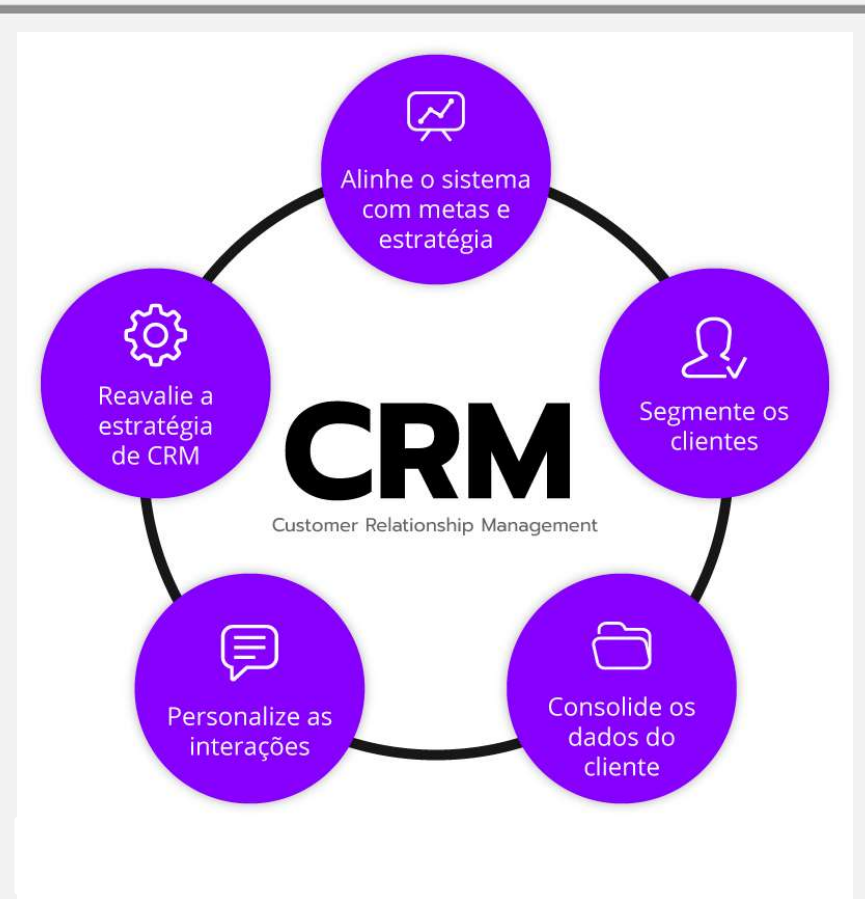 Alinhe o sistema
com metas e
estratégia
Segmente os
clientes
Consolide os
dados do
cliente
Personalize as
interações
Reavalie a
estratégia
de CRM
CRM
Customer Relationship Management